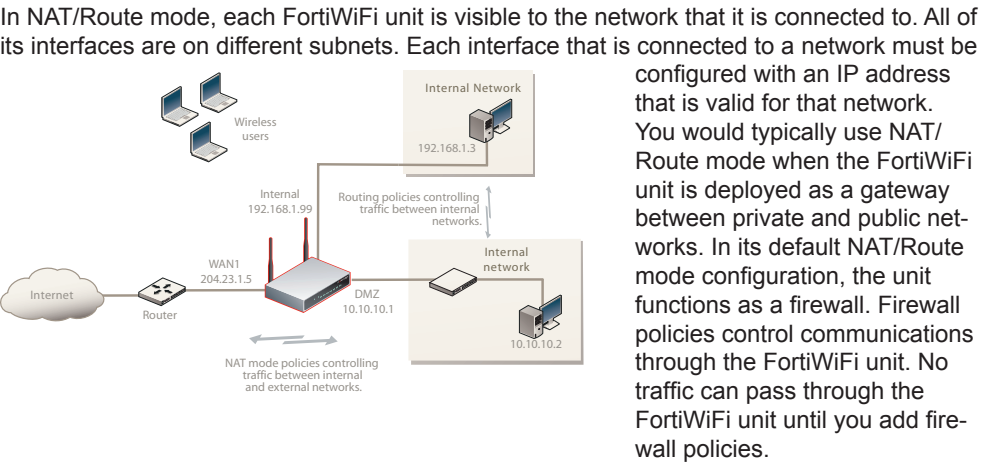 In NAT/Route mode, each FortiWiFi unit is visible to the network that it is connected to. All of
its interfaces are on different subnets. Each interface that is connected to a network must be
configured with an IP address
that is valid for that network.
You would typically use NAT/
Route mode when the FortiWiFi
unit is deployed as a gateway
between private and public net-
works. In its default NAT/Route
mode configuration, the unit
functions as a firewall. Firewall
policies control communications
through the FortiWiFi unit. No
traffic can pass through the
FortiWiFi unit until you add fire-
wall policies.
Wireless
users
Internal Network
192.168.1.3
Internal
192.168.1.99
Routing policies controlling
traffic between internal
networks.
Internal
network
WAN1
204.23.1.5
DMZ
10.10.10.1
Internet
Router
10.10.10.2
NAT mode policies controlling
traffic between internal
and external networks.